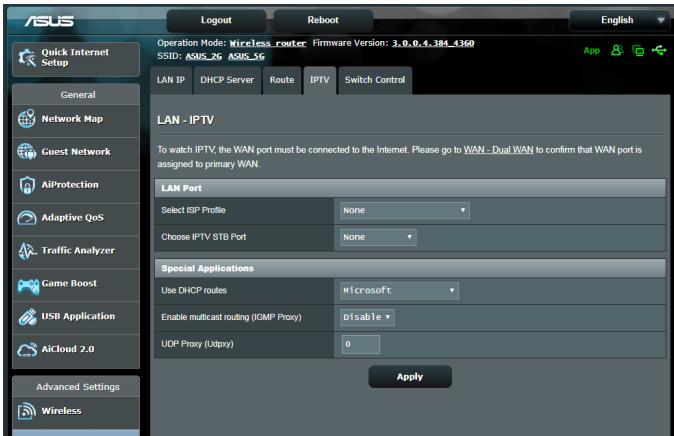 ASUS
Logout
Reboot
English
Operation Mode: Wireless router Firmware Version: 3.0.0.4.384_4360
SSID: ASUS_2G ASUS_5G
App
Quick Internet
Setup
General
Network Map
Guest Network
AiProtection
Adaptive QoS
Traffic Analyzer
Game Boost
USB Application
AiCloud 2.0
Advanced Settings
Wireless
LAN IP
DHCP Server
Route
IPTV
Switch Control
LAN - IPTV
To watch IPTV, the WAN port must be connected to the Internet. Please go to WAN - Dual WAN to confirm that WAN port is
assigned to primary WAN.
LAN Port
Select ISP Profile
None
Choose IPTV STB Port
None
Special Applications
Use DHCP routes
Microsoft
Enable multicast routing (IGMP Proxy)
Disable
UDP Proxy (Udpxy)
0
Apply